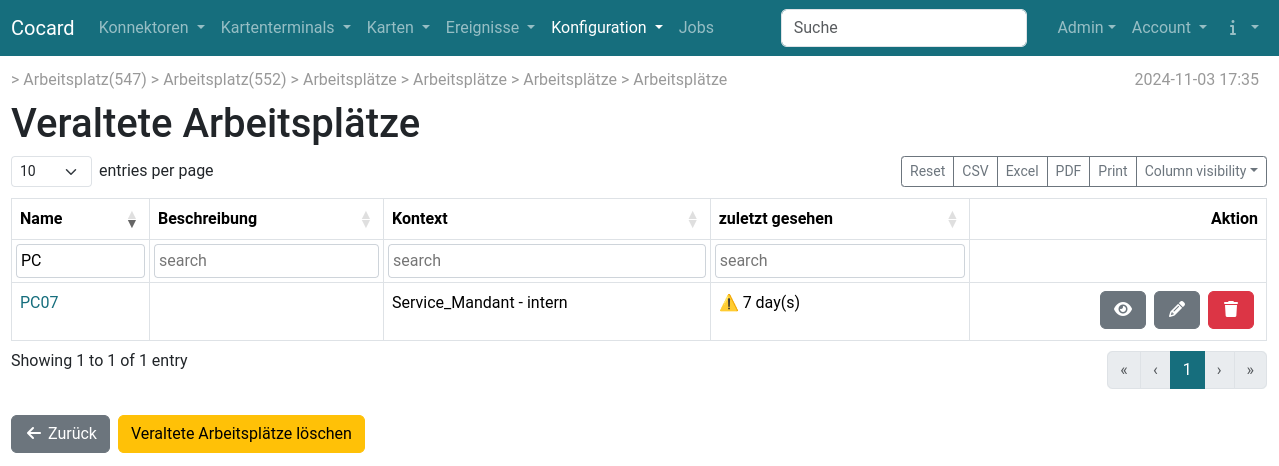 Cocard Konnektoren Kartenterminals Karten Ereignisse Konfiguration Jobs Suche Admin Account
> Arbeitsplatz(547) > Arbeitsplatz(552) > Arbeitsplätze > Arbeitsplätze > Arbeitsplätze > Arbeitsplätze 2024-11-03 17:35
Veraltete Arbeitsplätze
10 entries per page Reset CSV Excel PDF Print Column visibility
Name Beschreibung Kontext zuletzt gesehen Aktion
PC search search search
PC07 Service_Mandant - intern ⚠️ 7 day(s)
Showing 1 to 1 of 1 entry « ‹ 1 › »
← Zurück Veraltete Arbeitsplätze löschen